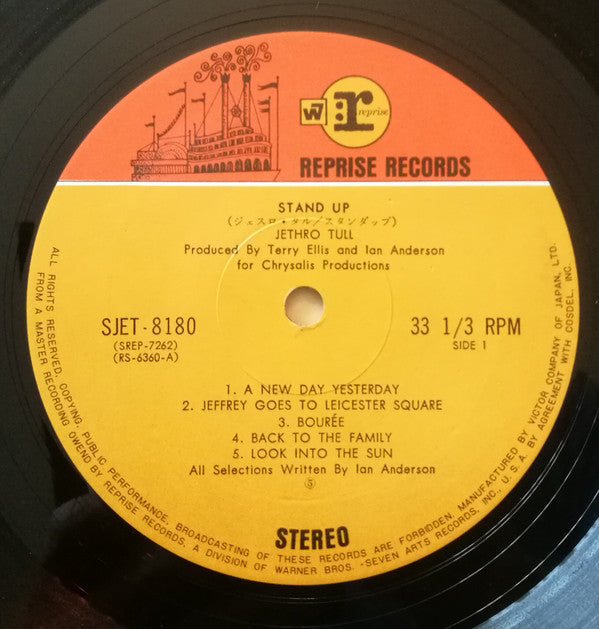 W7
r
reprise
REPRISE RECORDS
STAND UP
(ジェスロ・タル/スタンダップ)
JETHRO TULL
Produced By Terry Ellis and Ian Anderson
for Chrysalis Productions
SJET-8180
(SREP-7262)
(RS-6360-A)
33 1/3 RPM
SIDE 1
1. A NEW DAY YESTERDAY
2. JEFFREY GOES TO LEICESTER SQUARE
3. BOURÉE
4. BACK TO THE FAMILY
5. LOOK INTO THE SUN
All Selections Written By Ian Anderson
⑤
STEREO
ALL RIGHTS RESERVED, COPYING, PUBLIC PERFORMANCE, BROADCASTING OF THESE RECORDS ARE FORBIDDEN, MANUFACTURED BY VICTOR COMPANY OF JAPAN, LTD.
FROM A MASTER RECORDING OWEND BY REPRISE RECORDS, A DIVISION OF WARNER BROS.-SEVEN ARTS RECORDS, INC., U.S.A. BY AGREEMENT WITH COSDEL, INC.